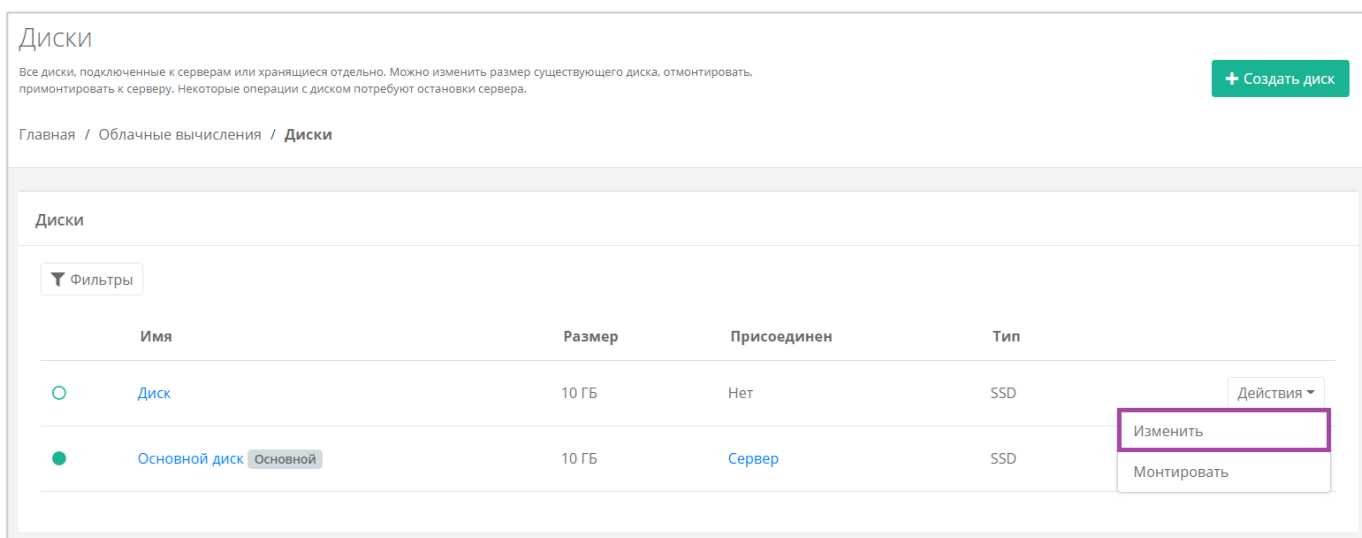 Диски
Все диски, подключенные к серверам или хранящиеся отдельно. Можно изменить размер существующего диска, отмонтировать,
примонтировать к серверу. Некоторые операции с диском потребуют остановки сервера.
+ Создать диск
Главная / Облачные вычисления / Диски
Диски
Фильтры
Имя Размер Присоединен Тип
Диск 10 ГБ Нет SSD Действия
Изменить
Основной диск Основной 10 ГБ Сервер SSD
Монтировать